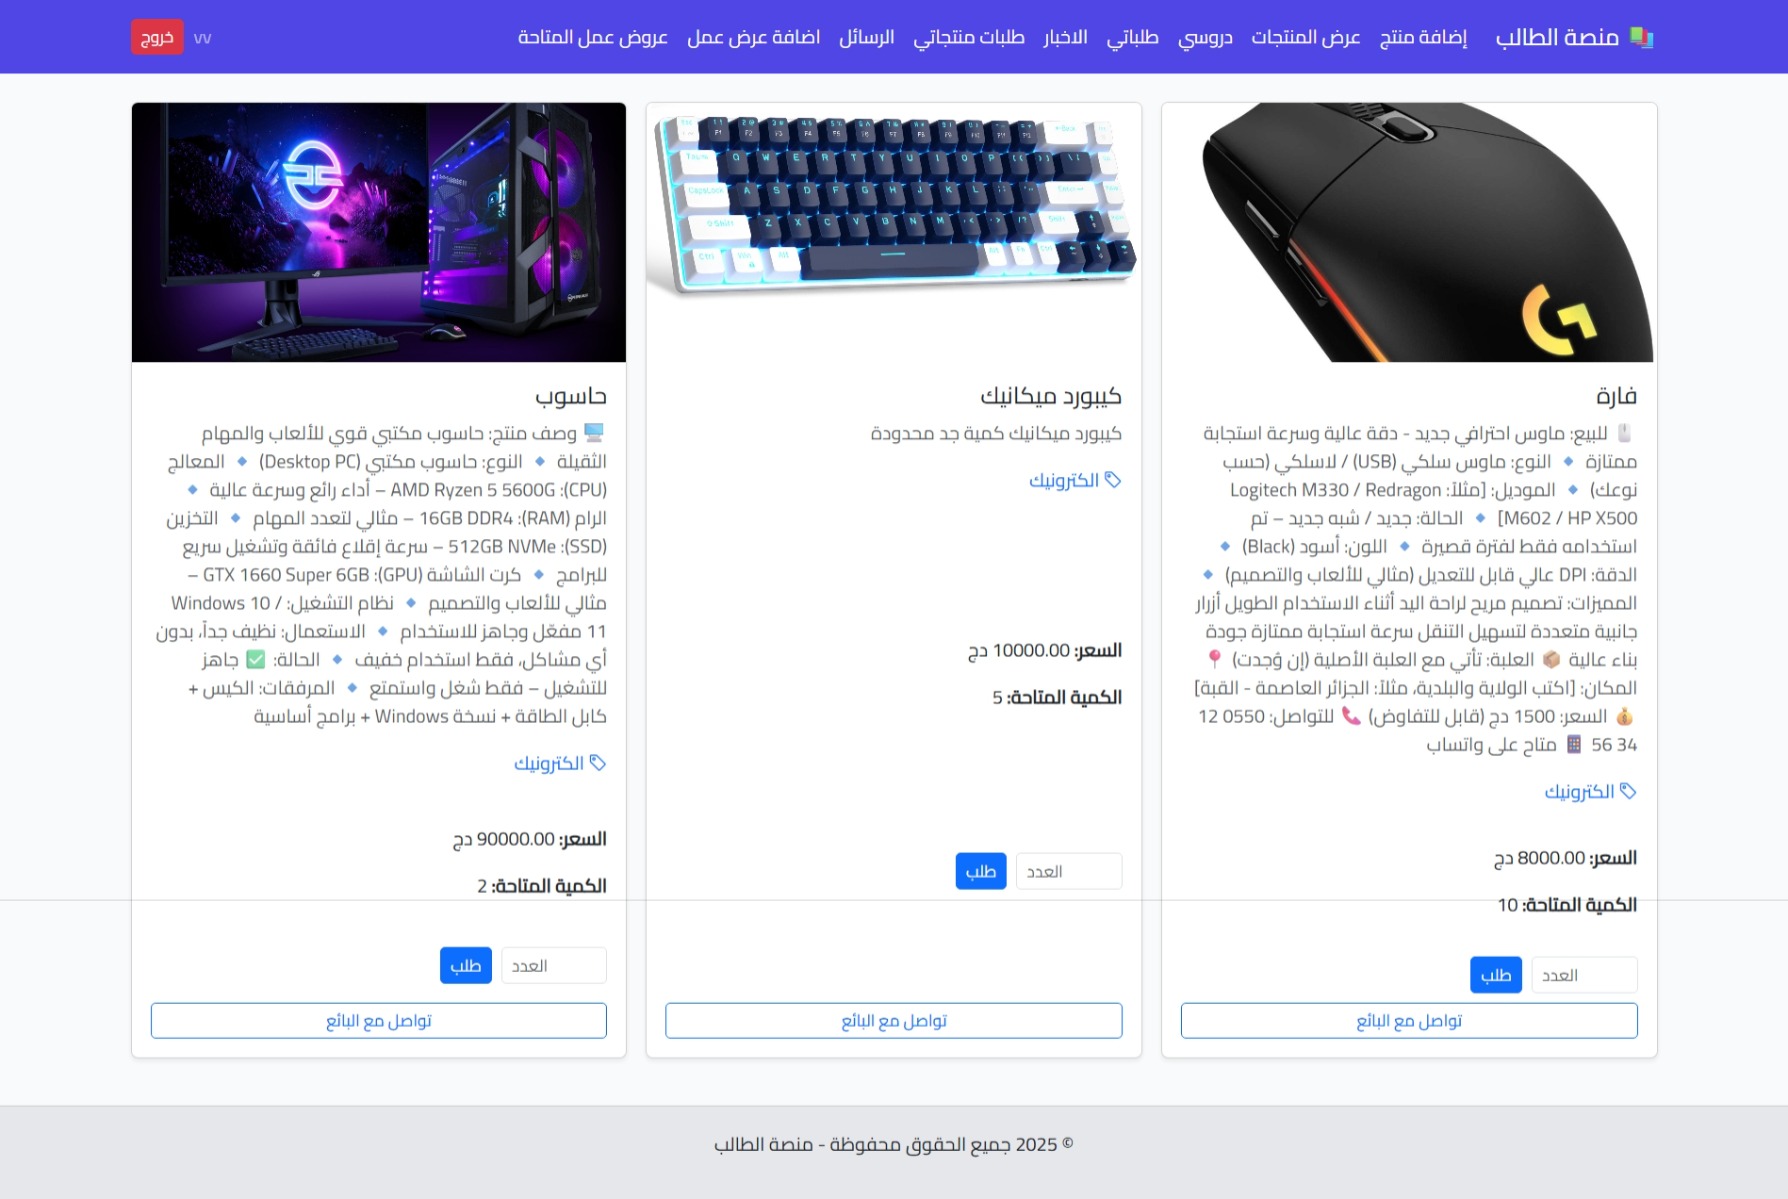 منصة الطالب
إضافة منتج
عرض المنتجات
دروسي
طلباتي
الاخبار
طلبات منتجاتي
الرسائل
اضافة عرض عمل
عروض عمل المتاحة
vv
خروج
فارة
🖱️ للبيع: ماوس احترافي جديد - دقة عالية وسرعة استجابة
ممتازة 🔹 النوع: ماوس سلكي (USB) / لاسلكي (حسب
نوعك) 🔹 الموديل: [مثلاً: Logitech M330 / Redragon
M602 / HP X500] 🔹 الحالة: جديد / شبه جديد – تم
استخدامه فقط لفترة قصيرة 🔹 اللون: أسود (Black) 🔹
الدقة: DPI عالي قابل للتعديل (مثالي للألعاب والتصميم) 🔹
المميزات: تصميم مريح لراحة اليد أثناء الاستخدام الطويل أزرار
جانبية متعددة لتسهيل التنقل سرعة استجابة ممتازة جودة
بناء عالية 📦 العلبة: تأتي مع العلبة الأصلية (إن وُجدت) 📍
المكان: [اكتب الولاية والبلدية، مثلاً: الجزائر العاصمة - القبة]
💰 السعر: 1500 دج (قابل للتفاوض) 📞 للتواصل: 0550 12
34 56 📱 متاح على واتساب
الكترونيك
السعر: 8000.00 دج
الكمية المتاحة: 10
العدد
طلب
تواصل مع البائع
كيبورد ميكانيك
كيبورد ميكانيك كمية جد محدودة
الكترونيك
السعر: 10000.00 دج
الكمية المتاحة: 5
العدد
طلب
تواصل مع البائع
حاسوب
🖥️ وصف منتج: حاسوب مكتبي قوي للألعاب والمهام
الثقيلة 🔹 النوع: حاسوب مكتبي (Desktop PC) 🔹 المعالج
(CPU): AMD Ryzen 5 5600G – أداء رائع وسرعة عالية 🔹
الرام (RAM): 16GB DDR4 – مثالي لتعدد المهام 🔹 التخزين
(SSD): 512GB NVMe – سرعة إقلاع فائقة وتشغيل سريع
للبرامج 🔹 كرت الشاشة (GPU): GTX 1660 Super 6GB –
مثالي للألعاب والتصميم 🔹 نظام التشغيل: Windows 10 /
11 مفعّل وجاهز للاستخدام 🔹 الاستعمال: نظيف جداً، بدون
أي مشاكل، فقط استخدام خفيف 🔹 الحالة: ✅ جاهز
للتشغيل – فقط شغل واستمتع 🔹 المرفقات: الكيس +
كابل الطاقة + نسخة Windows + برامج أساسية
الكترونيك
السعر: 90000.00 دج
الكمية المتاحة: 2
العدد
طلب
تواصل مع البائع
© 2025 جميع الحقوق محفوظة - منصة الطالب